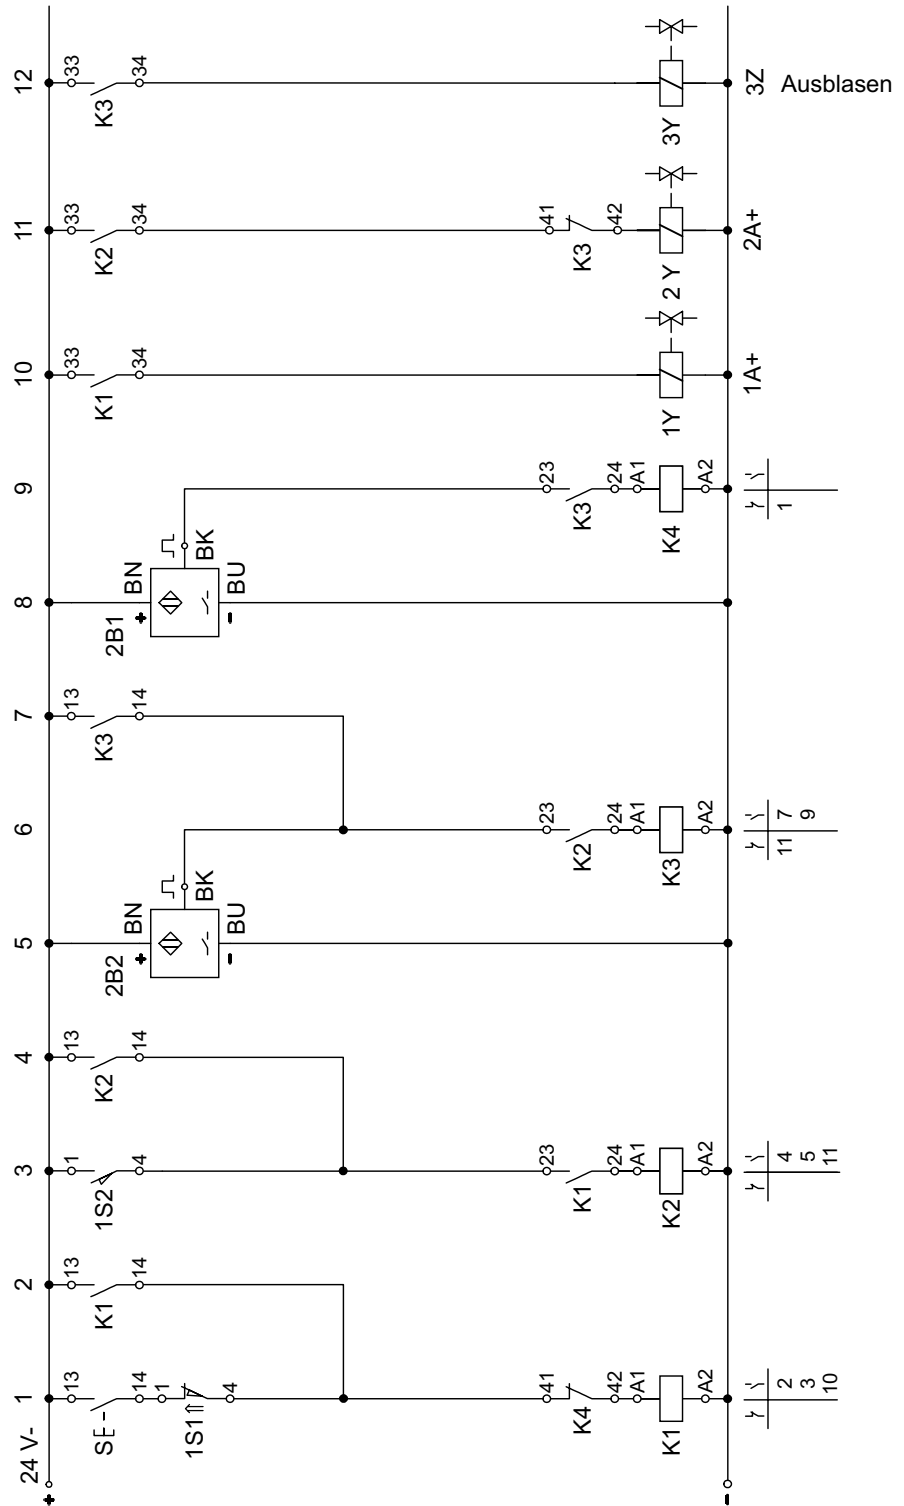 24 V-
+
1 2 3 4 5 6 7 8 9 10 11 12
13 13 1 13 13 33 33 33
SE K1 1S2 K2 K3 K1 K2 K3
14 14 4 14 14 34 34 34
1
1S1
4
2B2 + BN
BK
- BU
2B1 + BN
BK
- BU
41 23 23 23 41
K4 K1 K2 K3 K3
42 24 24 24 42
A1 A1 A1 A1
K1 K2 K3 K4 1Y 2 Y 3Y
A2 A2 A2 A2
-
2
3
10
4
5
11
11 7
9
1
1A+ 2A+ 3Z
Ausblasen